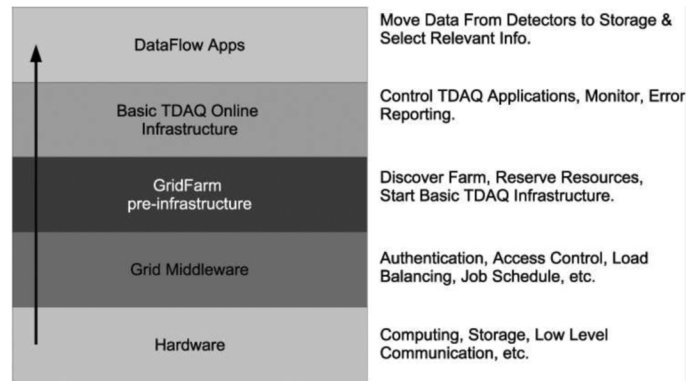 DataFlow Apps
Move Data From Detectors to Storage &
Select Relevant Info.
Basic TDAQ Online
Infrastructure
Control TDAQ Applications, Monitor, Error
Reporting.
GridFarm
pre-infrastructure
Discover Farm, Reserve Resources,
Start Basic TDAQ Infrastructure.
Grid Middleware
Authentication, Access Control, Load
Balancing, Job Schedule, etc.
Hardware
Computing, Storage, Low Level
Communication, etc.